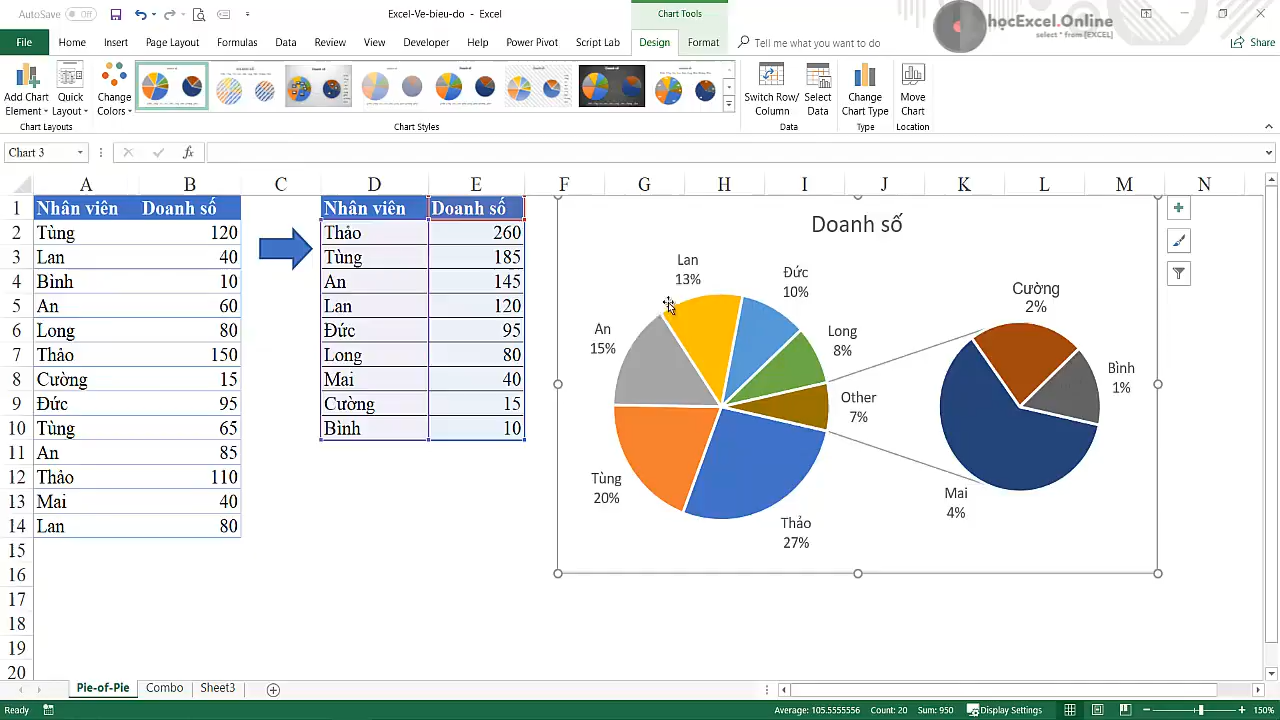 AutoSave Off
Excel-Ve-bieu-do - Excel
Chart Tools
họcExcel.Online
select * from [EXCEL]
File Home Insert Page Layout Formulas Data Review View Developer Help Power Pivot Script Lab Design Format Tell me what you want to do Share
Add Chart Element
Quick Layout
Change Colors
Switch Row/ Column
Select Data
Change Chart Type
Move Chart
Chart Layouts Chart Styles Data Type Location
Chart 3 fx
A B C D E F G H I J K L M N
1 Nhân viên Doanh số Nhân viên Doanh số
2 Tùng 120 Thảo 260
3 Lan 40 Tùng 185
4 Bình 10 An 145
5 An 60 Lan 120
6 Long 80 Đức 95
7 Thảo 150 Long 80
8 Cường 15 Mai 40
9 Đức 95 Cường 15
10 Tùng 65 Bình 10
11 An 85
12 Thảo 110
13 Mai 40
14 Lan 80
15
16
17
18
19
20
Doanh số
Lan
13%
Đức
10%
Long
8%
Other
7%
Thảo
27%
Tùng
20%
An
15%
Cường
2%
Bình
1%
Mai
4%
Pie-of-Pie Combo Sheet3
Ready Average: 105.5555556 Count: 20 Sum: 950 Display Settings 150%